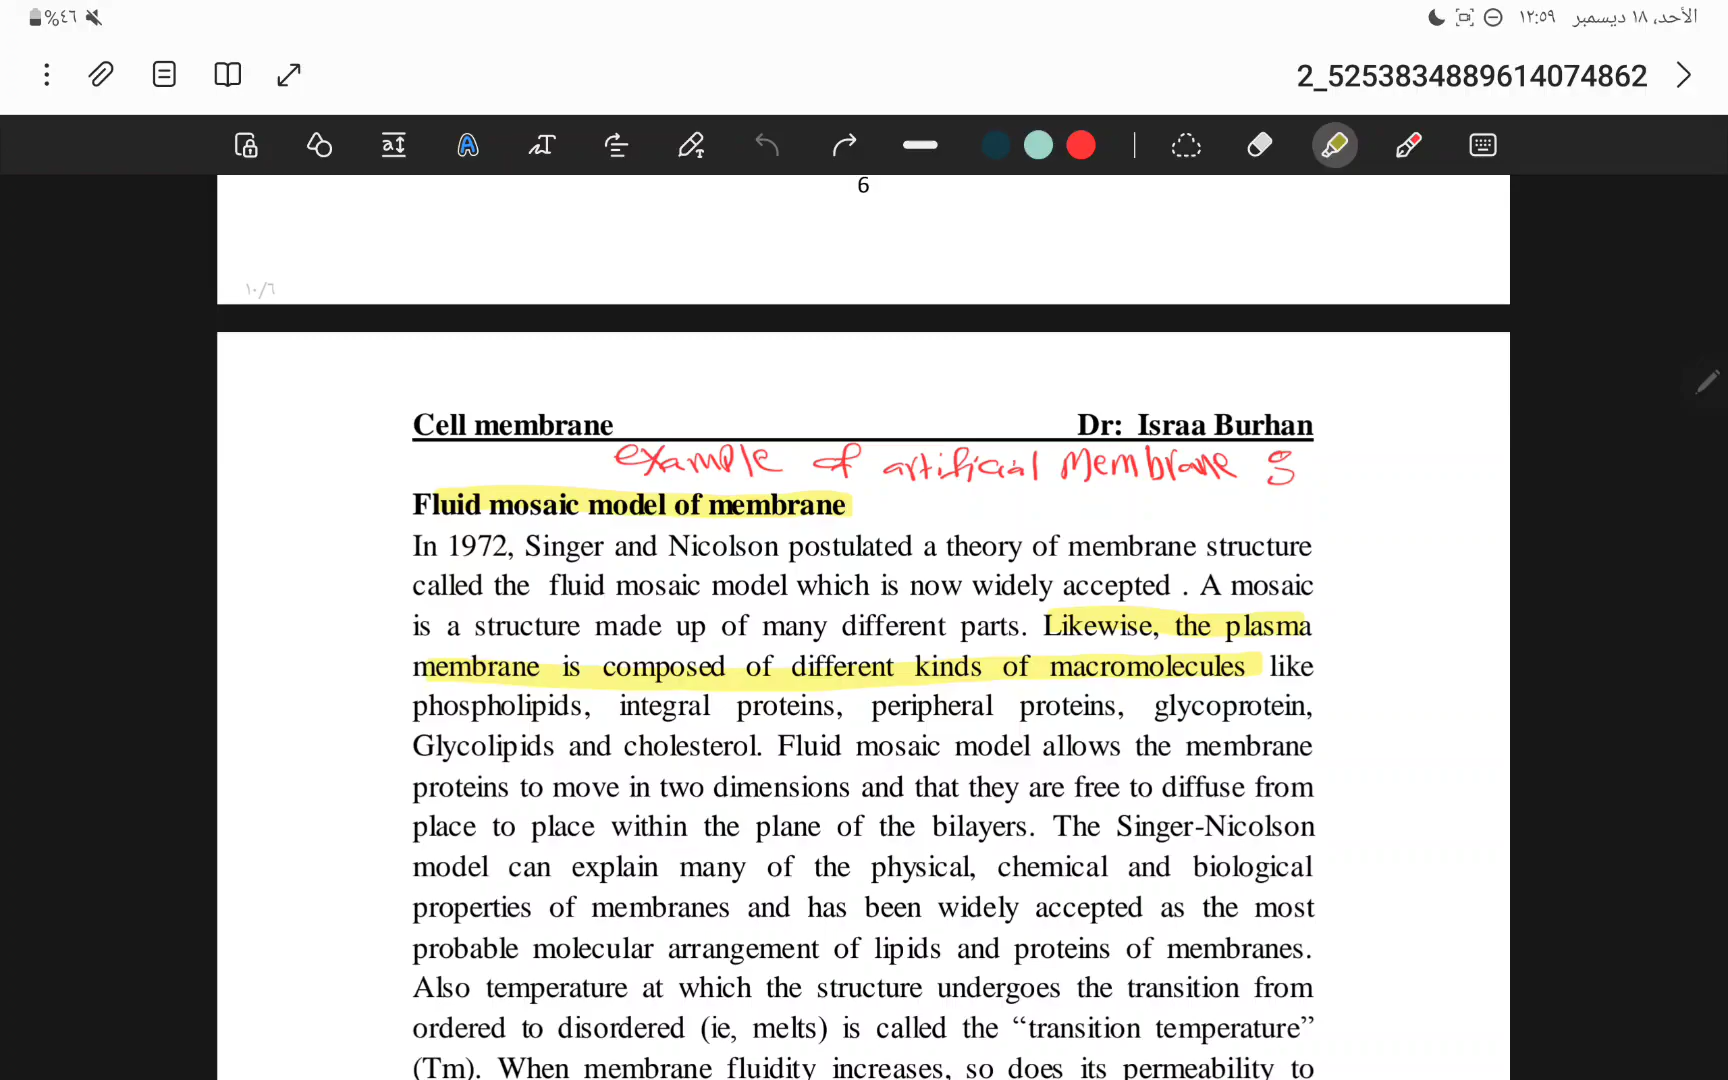 %٤٦
الأحد، ١٨ ديسمبر ١٢:٥٩
2_5253834889614074862
6
١٠/٦
Cell membrane Dr: Israa Burhan
example of artificial membrane
Fluid mosaic model of membrane
In 1972, Singer and Nicolson postulated a theory of membrane structure
called the fluid mosaic model which is now widely accepted . A mosaic
is a structure made up of many different parts. Likewise, the plasma
membrane is composed of different kinds of macromolecules like
phospholipids, integral proteins, peripheral proteins, glycoprotein,
Glycolipids and cholesterol. Fluid mosaic model allows the membrane
proteins to move in two dimensions and that they are free to diffuse from
place to place within the plane of the bilayers. The Singer-Nicolson
model can explain many of the physical, chemical and biological
properties of membranes and has been widely accepted as the most
probable molecular arrangement of lipids and proteins of membranes.
Also temperature at which the structure undergoes the transition from
ordered to disordered (ie, melts) is called the “transition temperature”
(Tm). When membrane fluidity increases, so does its permeability to